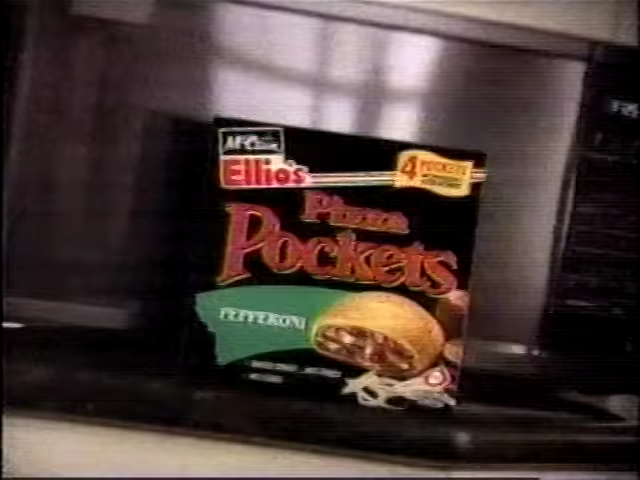 McCain
Ellio's
4 POCKETS
Pizza
Pockets
PEPPERONI